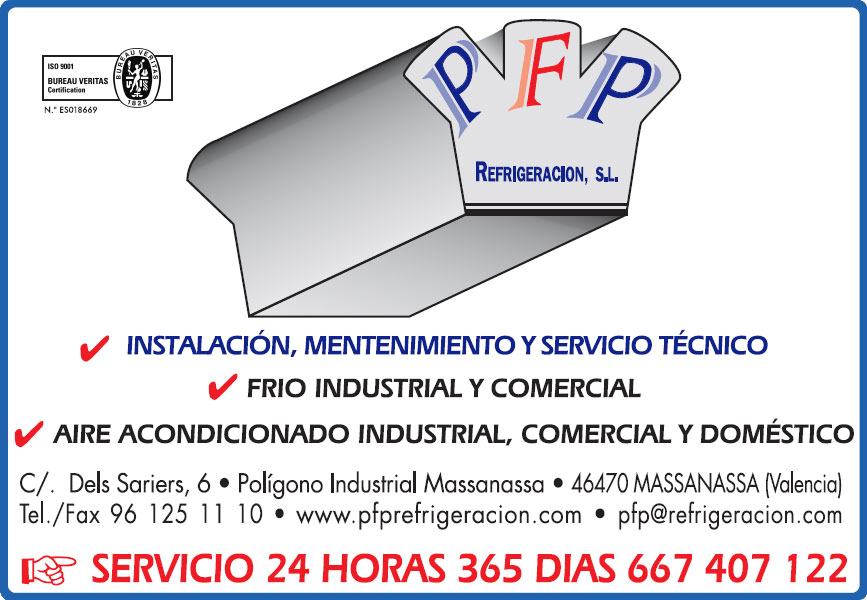 ISO 9001
BUREAU VERITAS
Certification
BUREAU VERITAS
1828
N.° ES018669
PFP
REFRIGERACION, S.L.
✔ INSTALACIÓN, MENTENIMIENTO Y SERVICIO TÉCNICO
✔ FRIO INDUSTRIAL Y COMERCIAL
✔ AIRE ACONDICIONADO INDUSTRIAL, COMERCIAL Y DOMÉSTICO
C/. Dels Sariers, 6 • Polígono Industrial Massanassa • 46470 MASSANASSA (Valencia)
Tel./Fax 96 125 11 10 • www.pfprefrigeracion.com • pfp@refrigeracion.com
☞ SERVICIO 24 HORAS 365 DIAS 667 407 122